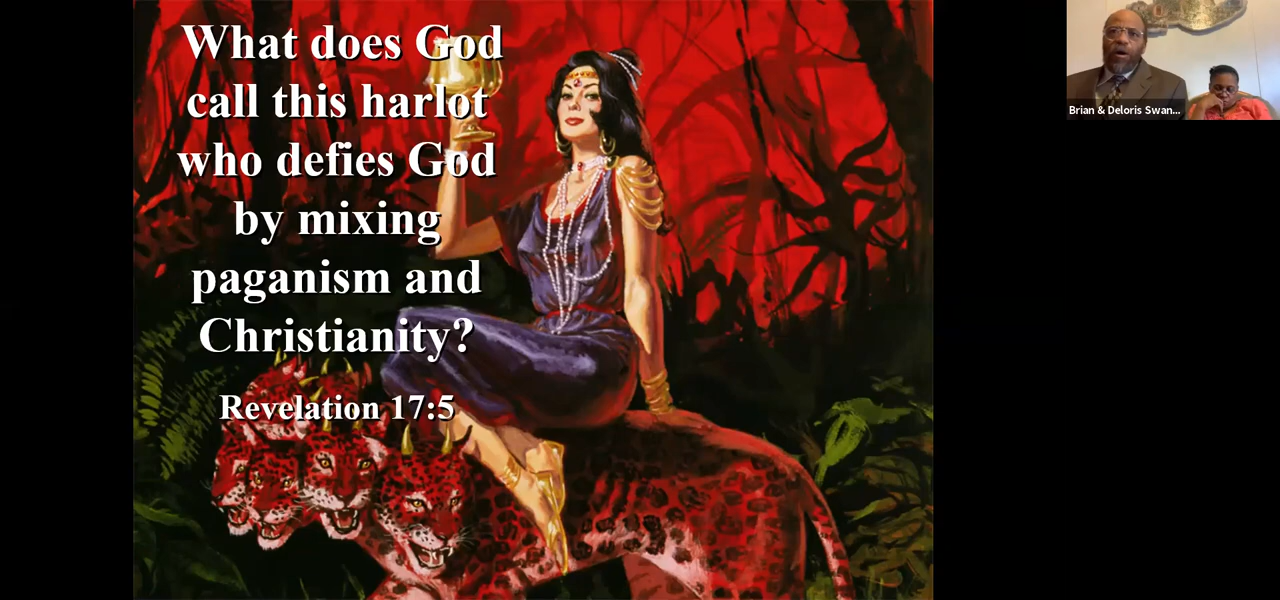 What does God
call this harlot
who defies God
by mixing
paganism and
Christianity?
Revelation 17:5
Brian & Deloris Swan...